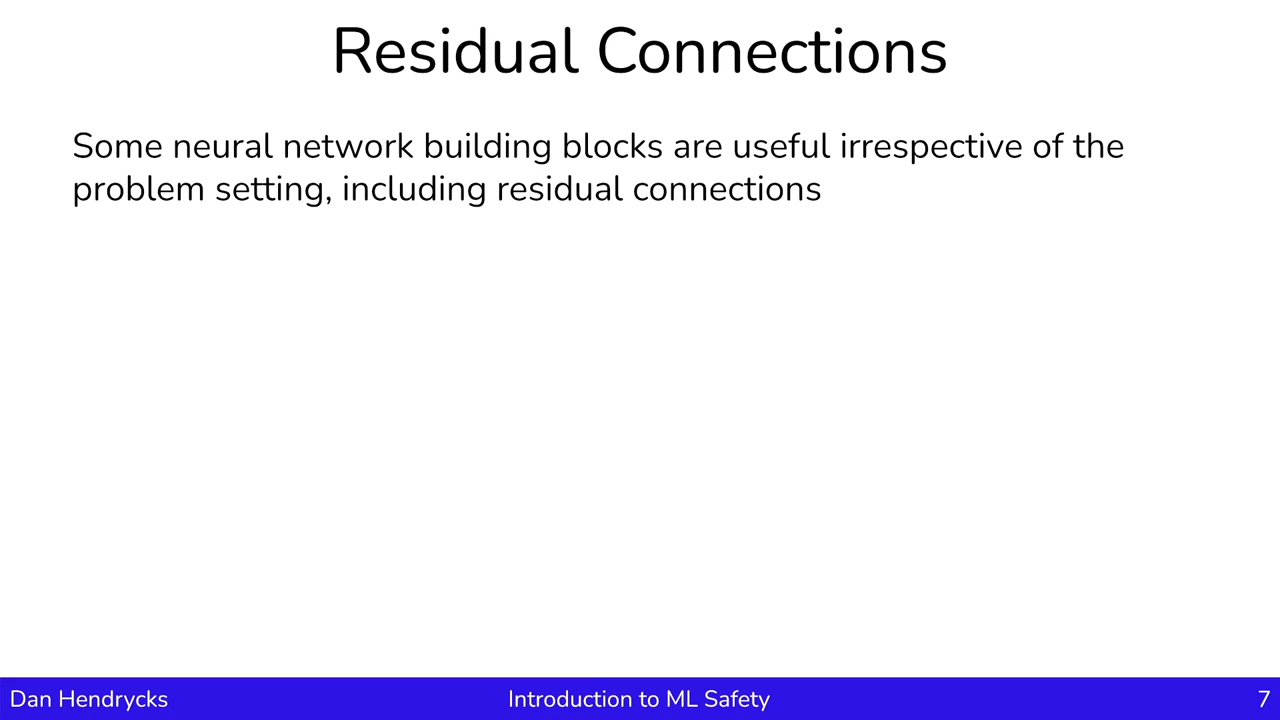 Residual Connections
Some neural network building blocks are useful irrespective of the
problem setting, including residual connections
Dan Hendrycks
Introduction to ML Safety
7